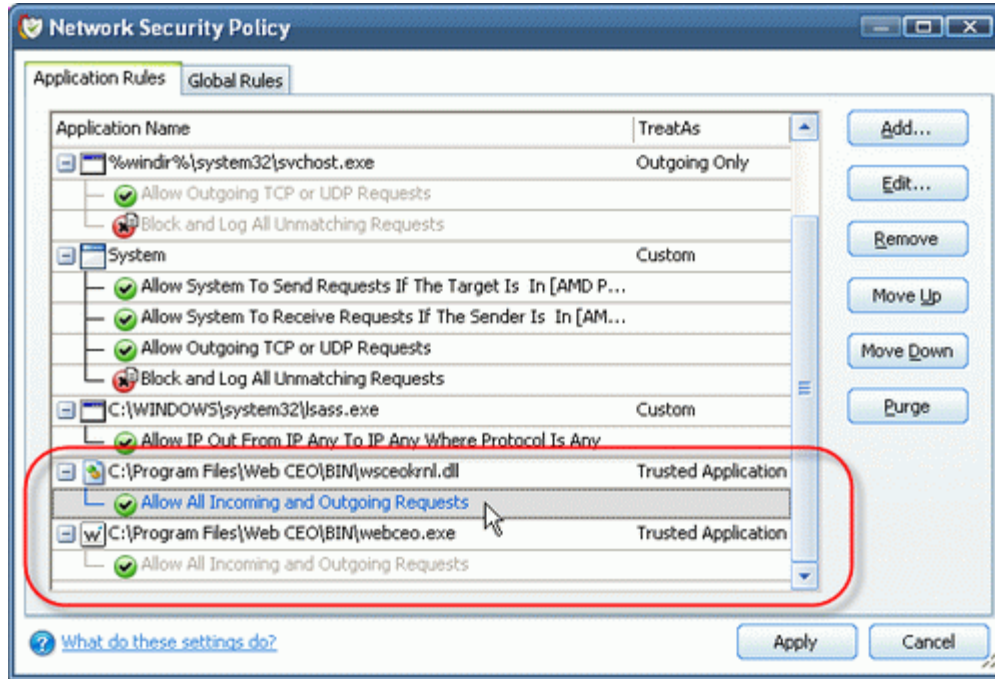 Network Security Policy
Application Rules
Global Rules
Application Name TreatAs
%windir%\system32\svchost.exe Outgoing Only
Allow Outgoing TCP or UDP Requests
Block and Log All Unmatching Requests
System Custom
Allow System To Send Requests If The Target Is In [AMD P...
Allow System To Receive Requests If The Sender Is In [AM...
Allow Outgoing TCP or UDP Requests
Block and Log All Unmatching Requests
C:\WINDOWS\system32\lsass.exe Custom
Allow IP Out From IP Any To IP Any Where Protocol Is Any
C:\Program Files\Web CEO\BIN\wsceokrnl.dll Trusted Application
Allow All Incoming and Outgoing Requests
C:\Program Files\Web CEO\BIN\webceo.exe Trusted Application
Allow All Incoming and Outgoing Requests
Add...
Edit...
Remove
Move Up
Move Down
Purge
What do these settings do?
Apply
Cancel